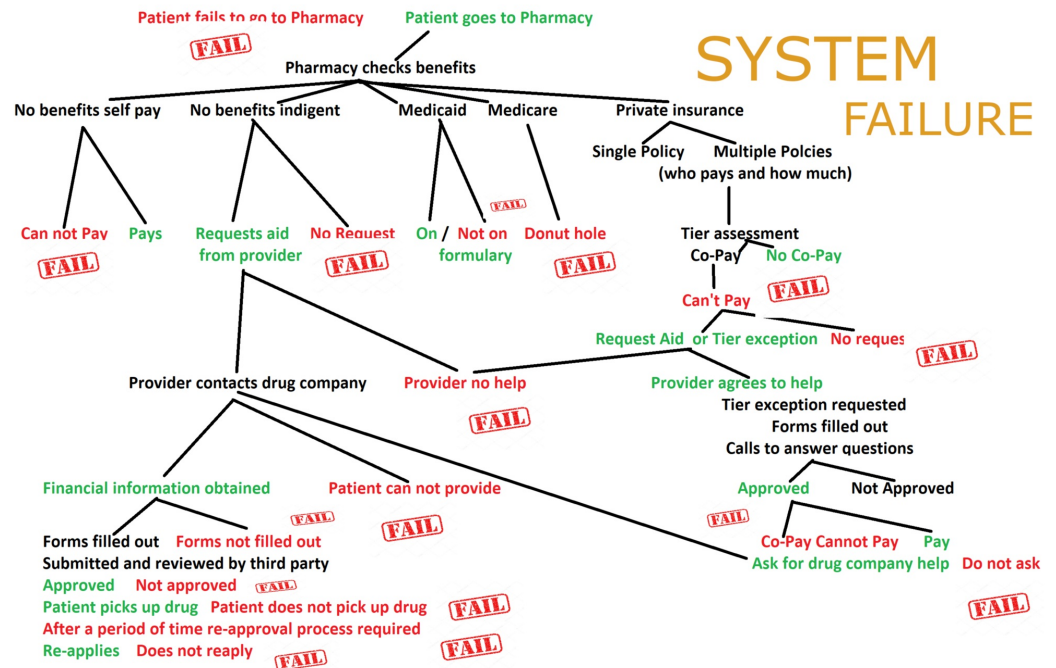 Patient fails to go to Pharmacy
Patient goes to Pharmacy
FAIL
SYSTEM
FAILURE
Pharmacy checks benefits
No benefits self pay
No benefits indigent
Medicaid
Medicare
Private insurance
Single Policy
Multiple Polcies
(who pays and how much)
FAIL
Can not Pay
Pays
Requests aid
from provider
No Request
On / Not on
formulary
Donut hole
Tier assessment
Co-Pay
No Co-Pay
FAIL
FAIL
FAIL
FAIL
Can't Pay
Request Aid or Tier exception
No reques
FAIL
Provider contacts drug company
Provider no help
Provider agrees to help
FAIL
Tier exception requested
Forms filled out
Calls to answer questions
Financial information obtained
Patient can not provide
Approved
Not Approved
FAIL
FAIL
FAIL
Forms filled out
Forms not filled out
Co-Pay Cannot Pay
Pay
Submitted and reviewed by third party
Ask for drug company help
Do not ask
Approved
Not approved
FAIL
Patient picks up drug
Patient does not pick up drug
FAIL
FAIL
After a period of time re-approval process required
Re-applies
Does not reaply
FAIL
FAIL